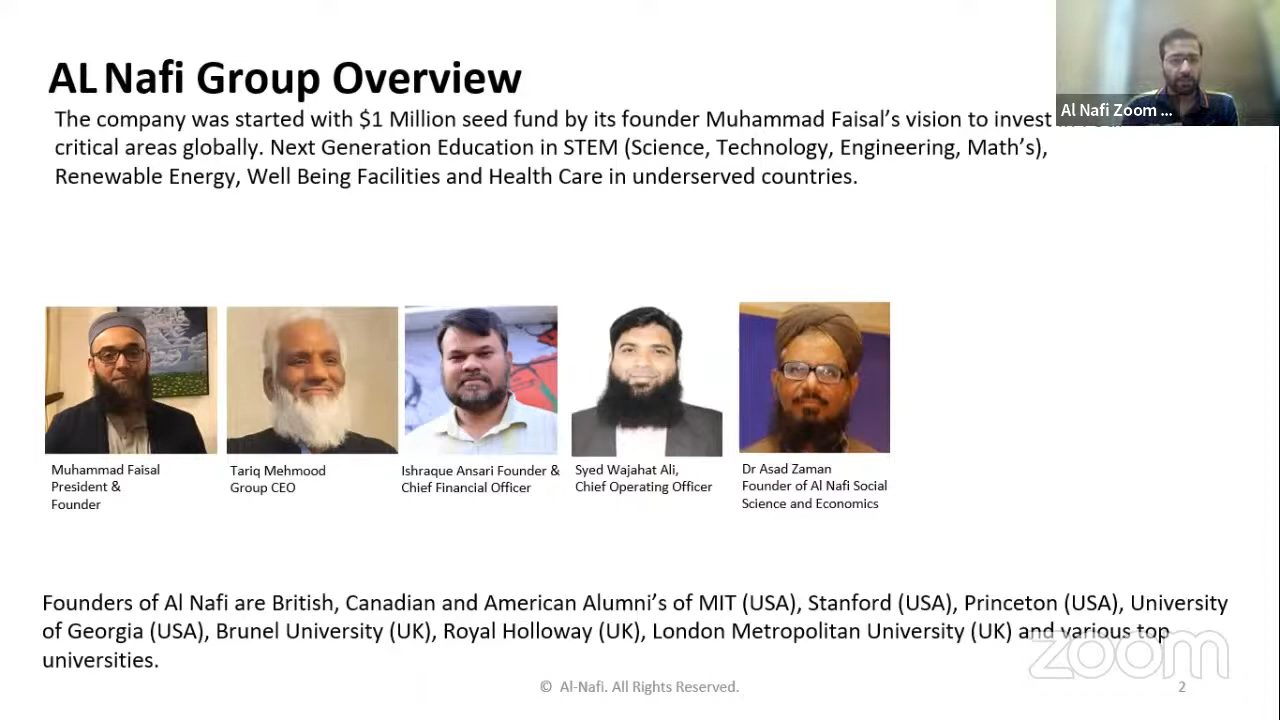 AL Nafi Group Overview
Al Nafi Zoom ...
The company was started with $1 Million seed fund by its founder Muhammad Faisal's vision to invest
critical areas globally. Next Generation Education in STEM (Science, Technology, Engineering, Math's),
Renewable Energy, Well Being Facilities and Health Care in underserved countries.
Muhammad Faisal
President &
Founder
Tariq Mehmood
Group CEO
Ishraque Ansari Founder &
Chief Financial Officer
Syed Wajahat Ali,
Chief Operating Officer
Dr Asad Zaman
Founder of Al Nafi Social
Science and Economics
Founders of Al Nafi are British, Canadian and American Alumni's of MIT (USA), Stanford (USA), Princeton (USA), University
of Georgia (USA), Brunel University (UK), Royal Holloway (UK), London Metropolitan University (UK) and various top
universities.
zoom
© Al-Nafi. All Rights Reserved.
2